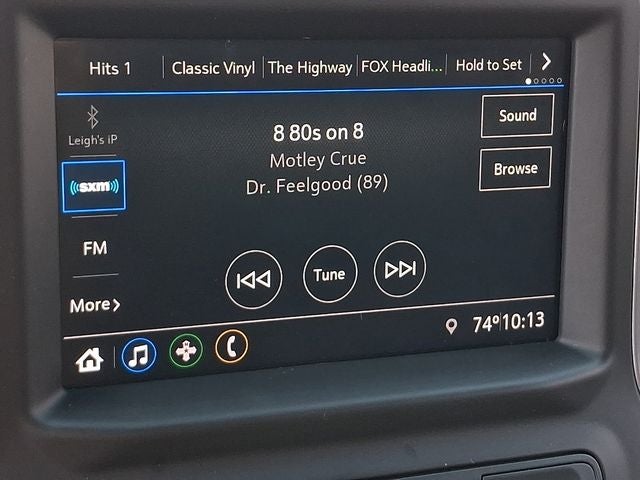 Hits 1
Classic Vinyl
The Highway
FOX Headli...
Hold to Set
Leigh's iP
Sound
8 80s on 8
Motley Crue
Dr. Feelgood (89)
Browse
((sxm))
FM
Tune
More
74° 10:13